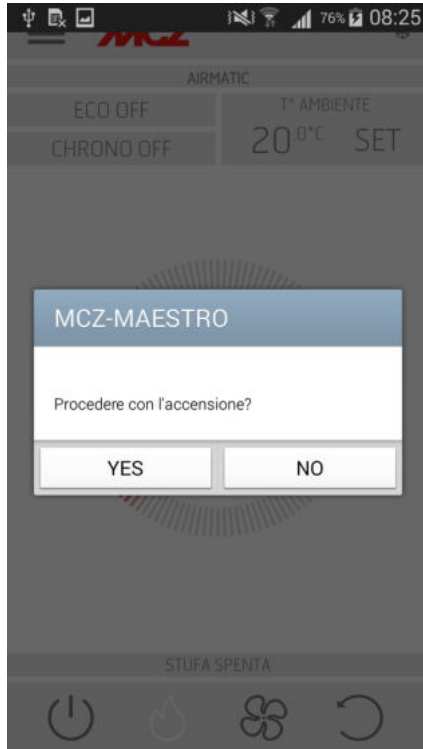 76% 08:25
MCZ
AIRMATIC
ECO OFF
T° AMBIENTE
CHRONO OFF
20.0°C SET
MCZ-MAESTRO
Procedere con l'accensione?
YES NO
STUFA SPENTA